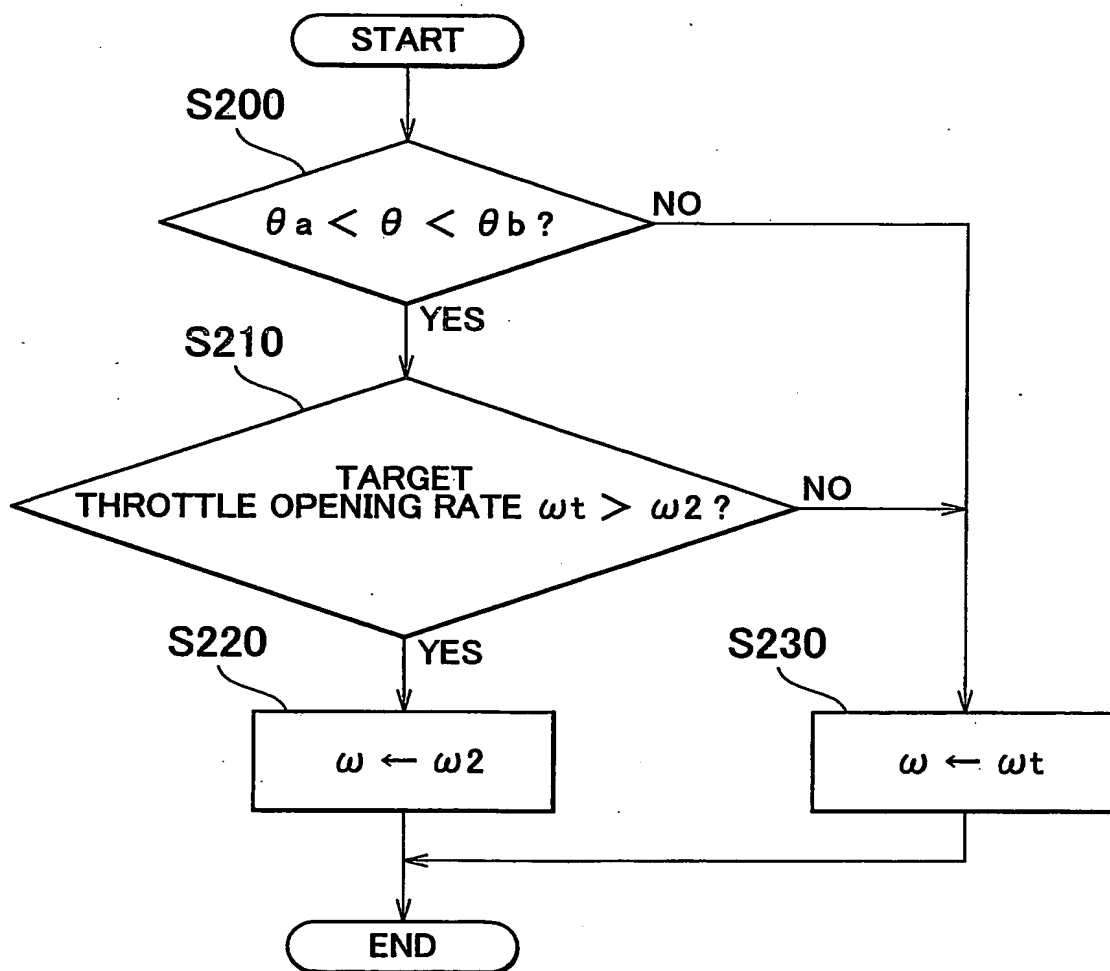 START
S200
θa < θ < θb?
NO
YES
S210
TARGET
THROTTLE OPENING RATE ωt > ω2?
NO
YES
S220
S230
ω ← ω2
ω ← ωt
END